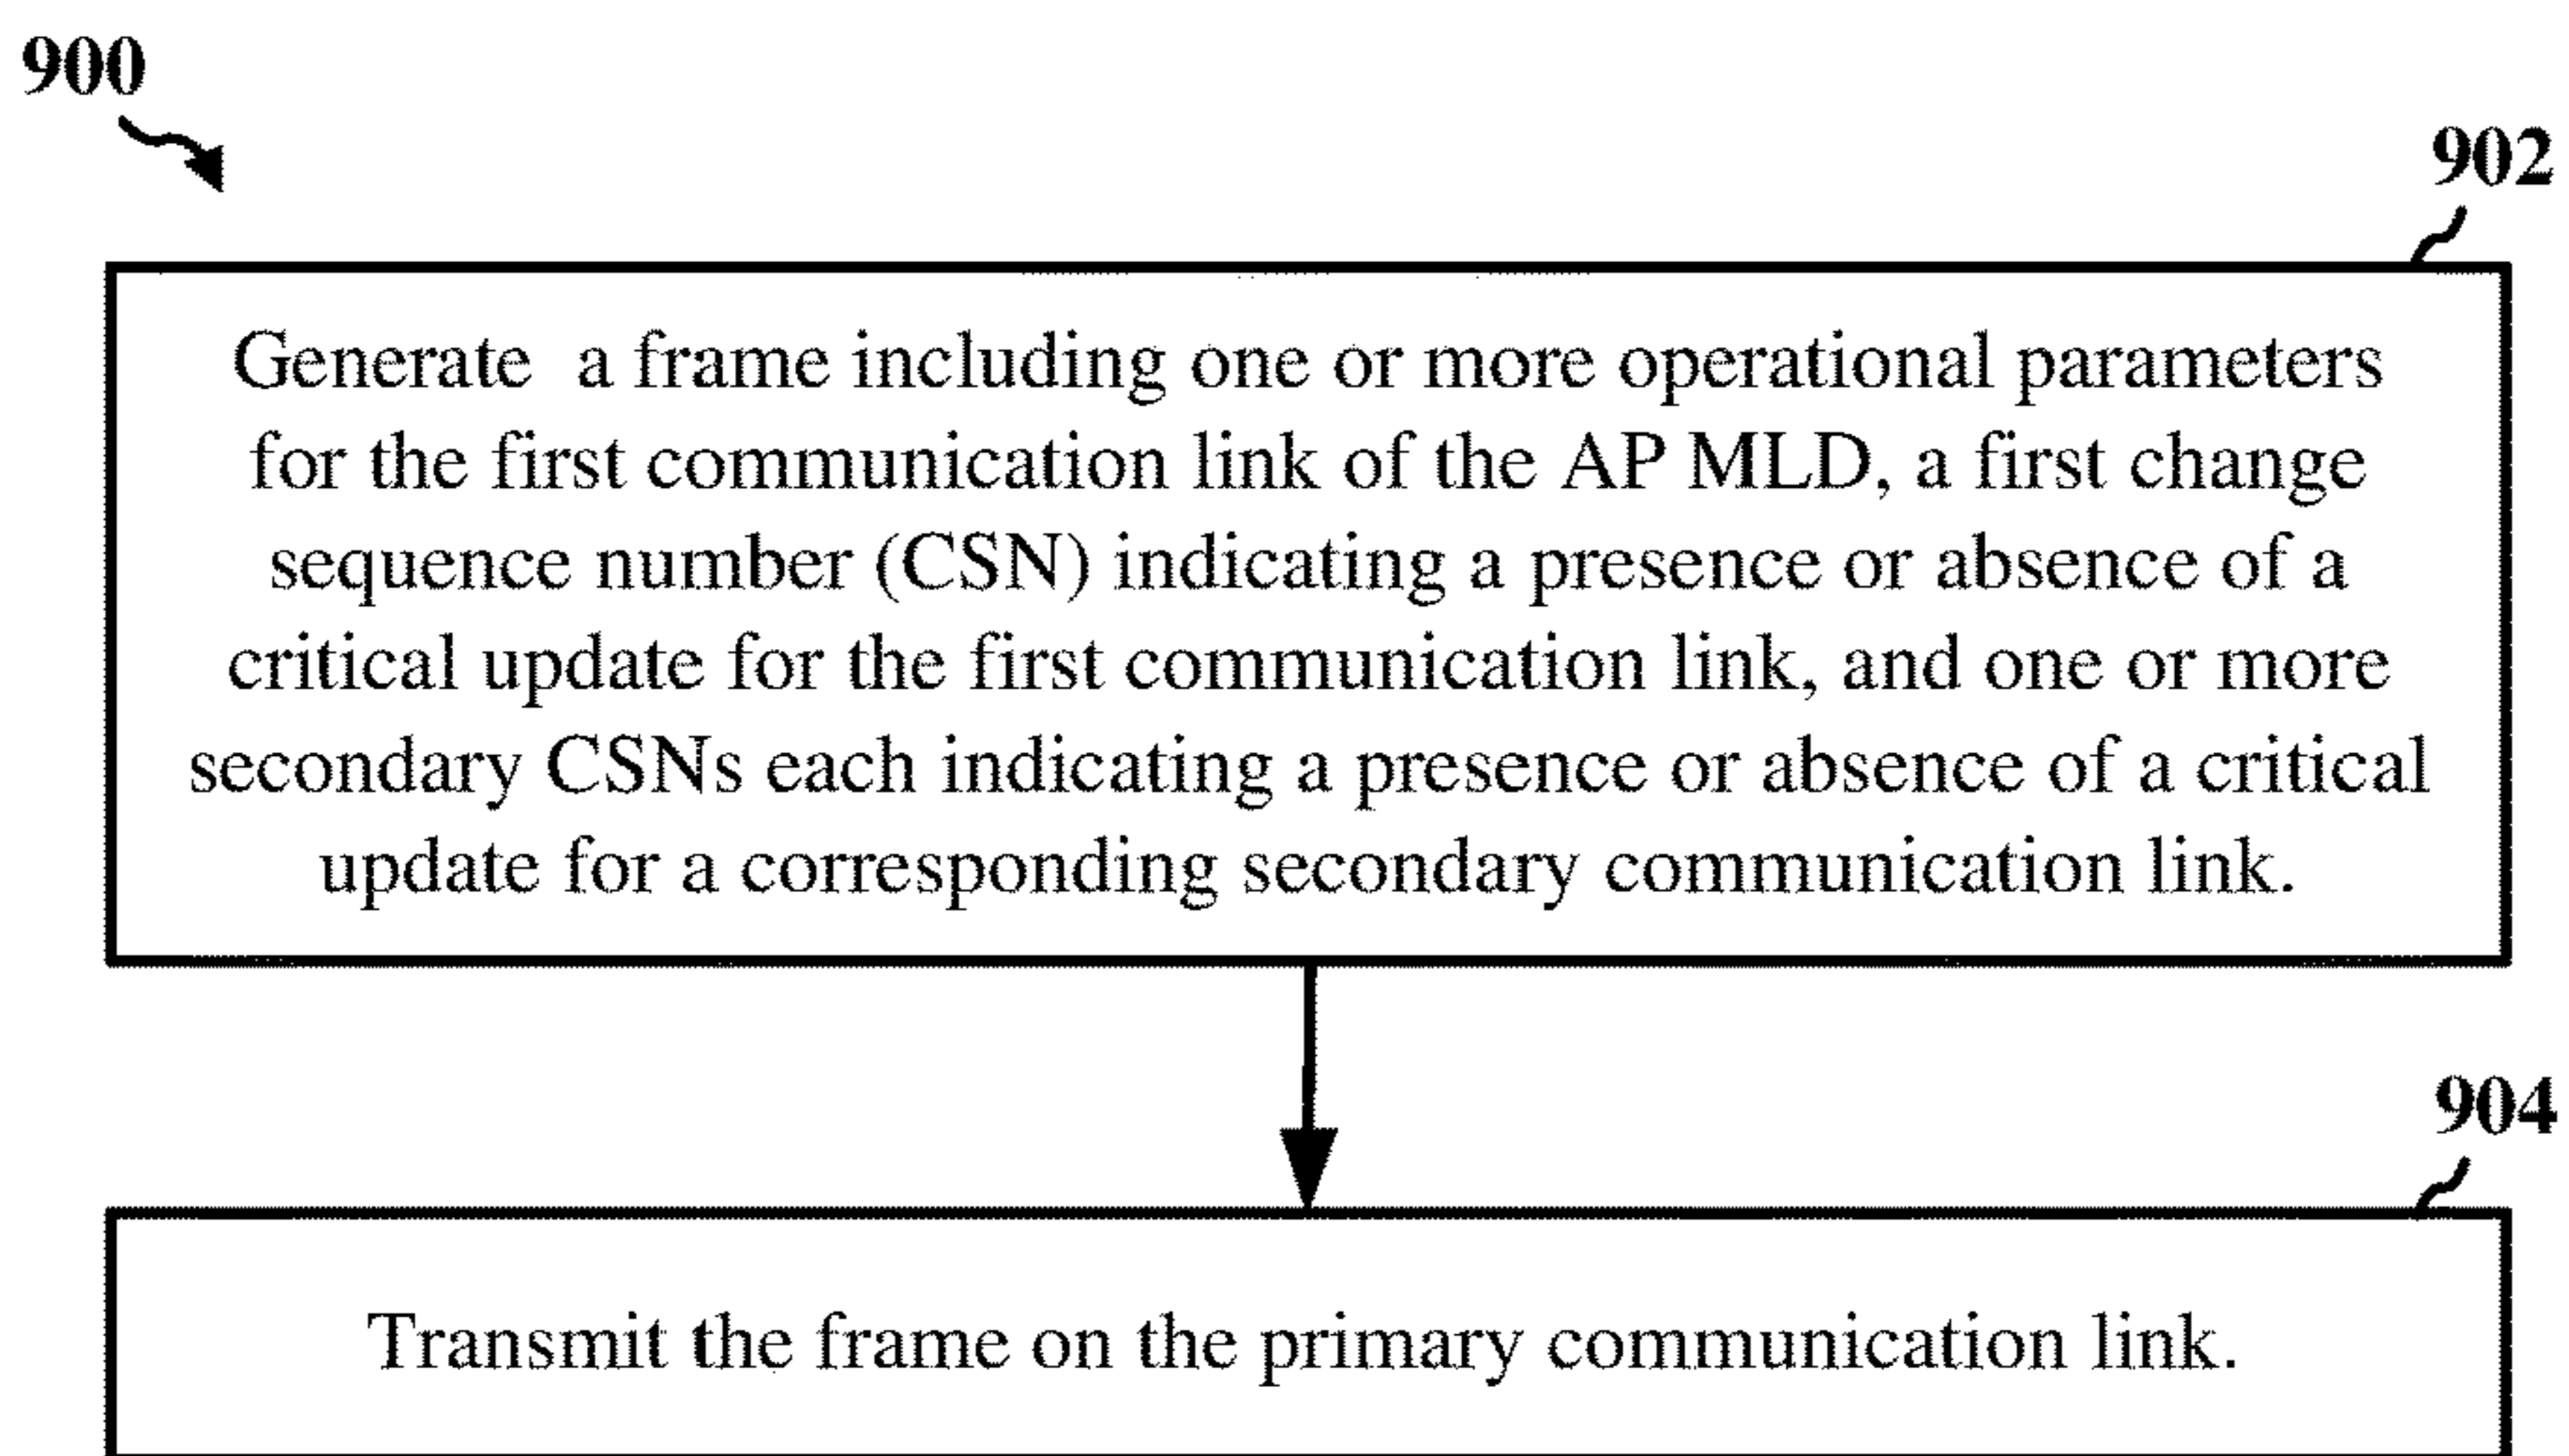 900
902
Generate a frame including one or more operational parameters
for the first communication link of the AP MLD, a first change
sequence number (CSN) indicating a presence or absence of a
critical update for the first communication link, and one or more
secondary CSNs each indicating a presence or absence of a critical
update for a corresponding secondary communication link.
904
Transmit the frame on the primary communication link.